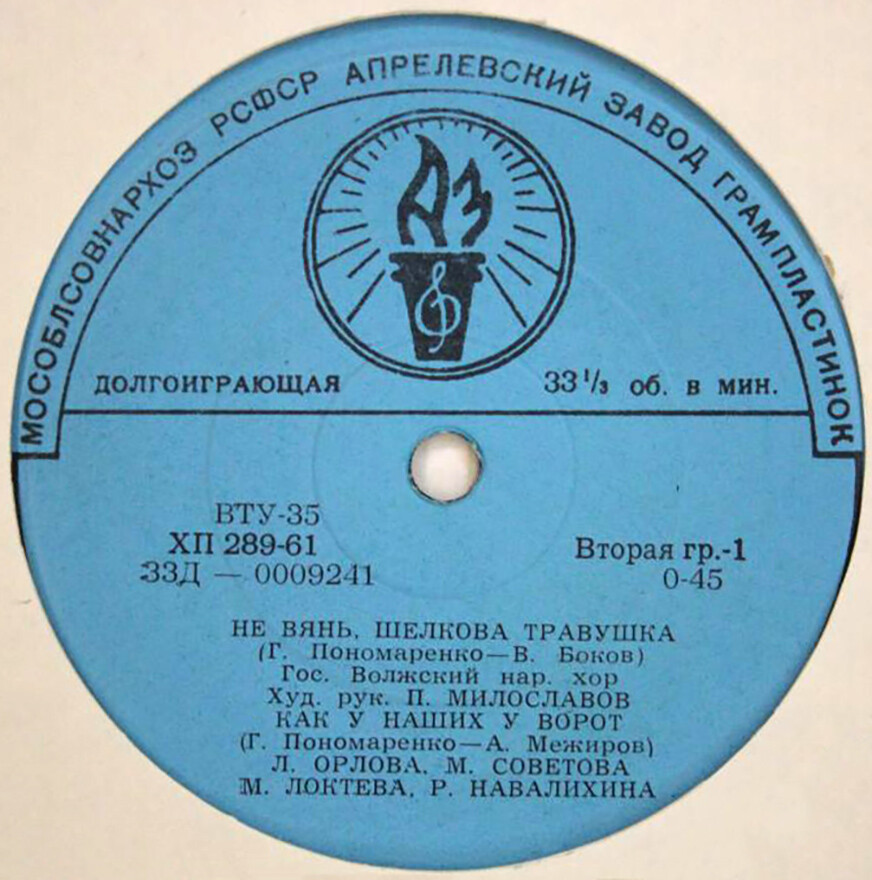 МОСОБЛСОВНАРХОЗ РСФСР АПРЕЛЕВСКИЙ ЗАВОД ГРАМПЛАСТИНОК
АЗ
ДОЛГОИГРАЮЩАЯ 33 1/3 об. в мин.
ВТУ-35
ХП 289-61 Вторая гр.-1
33Д — 0009241 0-45
НЕ ВЯНЬ, ШЕЛКОВА ТРАВУШКА
(Г. Пономаренко—В. Боков)
Гос. Волжский нар. хор
Худ. рук. П. МИЛОСЛАВОВ
КАК У НАШИХ У ВОРОТ
(Г. Пономаренко—А. Межиров)
Л. ОРЛОВА, М. СОВЕТОВА
М. ЛОКТЕВА, Р. НАВАЛИХИНА